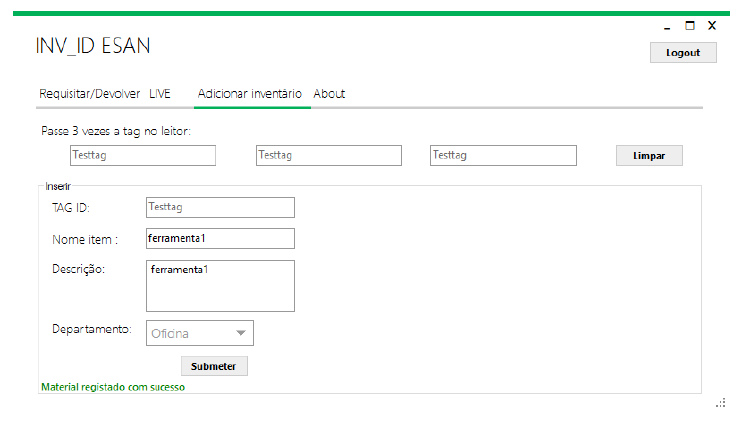 INV_ID ESAN
Logout
Requisitar/Devolver LIVE Adicionar inventário About
Passe 3 vezes a tag no leitor:
Testtag Testtag Testtag Limpar
Inserir
TAG ID: Testtag
Nome item : ferramenta1
Descrição: ferramenta1
Departamento: Oficina
Submeter
Material registado com sucesso